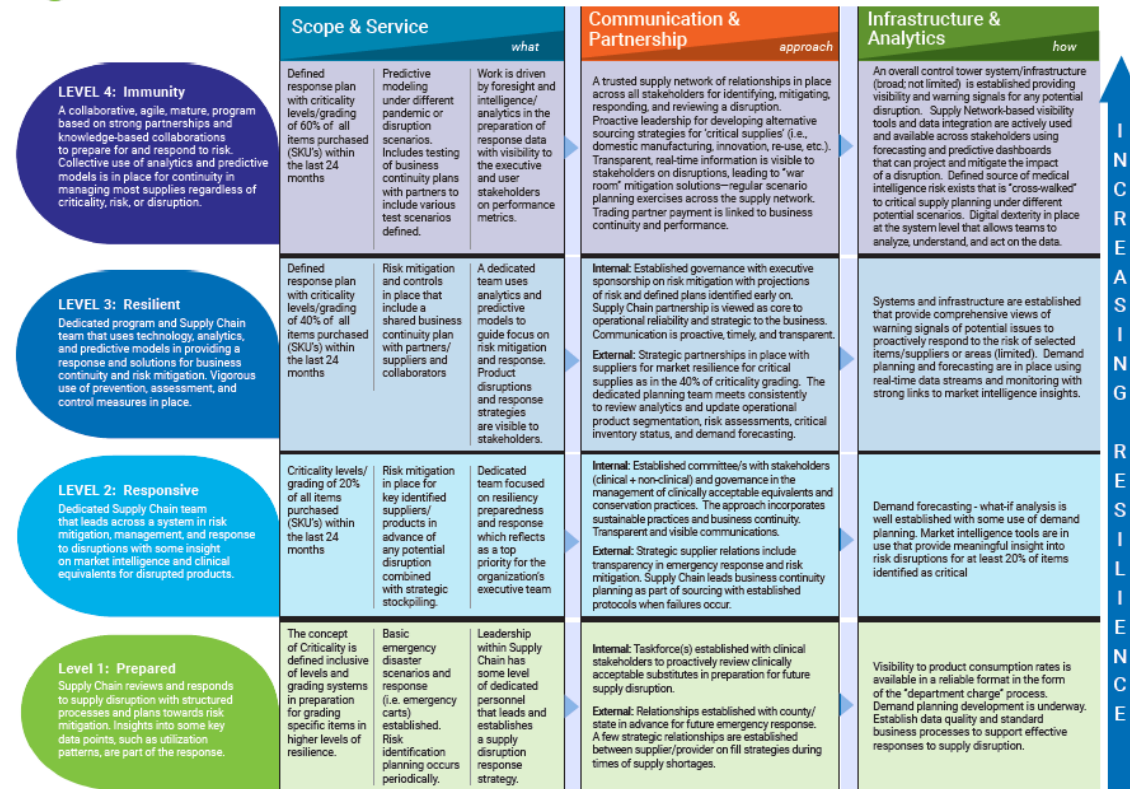 Scope & Service
what
Communication &
Partnership
approach
Infrastructure &
Analytics
how
LEVEL 4: Immunity
A collaborative, agile, mature, program
based on strong partnerships and
knowledge-based collaborations
to prepare for and respond to risk.
Collective use of analytics and predictive
models is in place for continuity in
managing most supplies regardless of
criticality, risk, or disruption.
Defined
response plan
with criticality
levels/grading
of 60% of all
items purchased
(SKU's) within
the last 24
months
Predictive
modeling
under different
pandemic or
disruption
scenarios.
Includes testing
of business
continuity plans
with partners to
include various
test scenarios
defined.
Work is driven
by foresight and
intelligence/
analytics in the
preparation of
response data
with visibility to
the executive
and user
stakeholders
on performance
metrics.
A trusted supply network of relationships in place
across all stakeholders for identifying, mitigating,
responding, and reviewing a disruption.
Proactive leadership for developing alternative
sourcing strategies for 'critical supplies' (i.e.,
domestic manufacturing, innovation, re-use, etc.).
Transparent, real-time information is visible to
stakeholders on disruptions, leading to "war
room" mitigation solutions—regular scenario
planning exercises across the supply network.
Trading partner payment is linked to business
continuity and performance.
An overall control tower system/infrastructure
(broad; not limited) is established providing
visibility and warning signals for any potential
disruption. Supply Network-based visibility
tools and data integration are actively used
and available across stakeholders using
forecasting and predictive dashboards
that can project and mitigate the impact
of a disruption. Defined source of medical
intelligence risk exists that is "cross-walked"
to critical supply planning under different
potential scenarios. Digital dexterity in place
at the system level that allows teams to
analyze, understand, and act on the data.
LEVEL 3: Resilient
Dedicated program and Supply Chain
team that uses technology, analytics,
and predictive models in providing a
response and solutions for business
continuity and risk mitigation. Vigorous
use of prevention, assessment, and
control measures in place.
Defined
response plan
with criticality
levels/grading
of 40% of all
items purchased
(SKU's) within
the last 24
months
Risk mitigation
and controls
in place that
include a
shared business
continuity plan
with partners/
suppliers and
collaborators
A dedicated
team uses
analytics and
predictive
models to
guide focus on
risk mitigation
and response.
Product
disruptions
and response
strategies
are visible to
stakeholders.
Internal: Established governance with executive
sponsorship on risk mitigation with projections
of risk and defined plans identified early on.
Supply Chain partnership is viewed as core to
operational reliability and strategic to the business.
Communication is proactive, timely, and transparent.
External: Strategic partnerships in place with
suppliers for market resilience for critical
supplies as in the 40% of criticality grading. The
dedicated planning team meets consistently
to review analytics and update operational
product segmentation, risk assessments, critical
inventory status, and demand forecasting.
Systems and infrastructure are established
that provide comprehensive views of
warning signals of potential issues to
proactively respond to the risk of selected
items/suppliers or areas (limited). Demand
planning and forecasting are in place using
real-time data streams and monitoring with
strong links to market intelligence insights.
LEVEL 2: Responsive
Dedicated Supply Chain team
that leads across a system in risk
mitigation, management, and response
to disruptions with some insight
on market intelligence and clinical
equivalents for disrupted products.
Criticality levels/
grading of 20%
of all items
purchased
(SKU's) within
the last 24
months
Risk mitigation
in place for
key identified
suppliers/
products in
advance of
any potential
disruption
combined
with strategic
stockpiling.
Dedicated
team focused
on resiliency
preparedness
and response
which reflects
as a top
priority for the
organization's
executive team
Internal: Established committee/s with stakeholders
(clinical + non-clinical) and governance in the
management of clinically acceptable equivalents and
conservation practices. The approach incorporates
sustainable practices and business continuity.
Transparent and visible communications.
External: Strategic supplier relations include
transparency in emergency response and risk
mitigation. Supply Chain leads business continuity
planning as part of sourcing with established
protocols when failures occur.
Demand forecasting - what-if analysis is
well established with some use of demand
planning. Market intelligence tools are in
use that provide meaningful insight into
risk disruptions for at least 20% of items
identified as critical
Level 1: Prepared
Supply Chain reviews and responds
to supply disruption with structured
processes and plans towards risk
mitigation. Insights into some key
data points, such as utilization
patterns, are part of the response.
The concept
of Criticality is
defined inclusive
of levels and
grading systems
in preparation
for grading
specific items in
higher levels of
resilience.
Basic
emergency
disaster
scenarios and
response
(i.e. emergency
carts)
established.
Risk
identification
planning occurs
periodically.
Leadership
within Supply
Chain has
some level
of dedicated
personnel
that leads and
establishes
a supply
disruption
response
strategy.
Internal: Taskforce(s) established with clinical
stakeholders to proactively review clinically
acceptable substitutes in preparation for future
supply disruption.
External: Relationships established with county/
state in advance for future emergency response.
A few strategic relationships are established
between supplier/provider on fill strategies during
times of supply shortages.
Visibility to product consumption rates is
available in a reliable format in the form
of the "department charge" process.
Demand planning development is underway.
Establish data quality and standard
business processes to support effective
responses to supply disruption.
INCREASING RESILIENCE